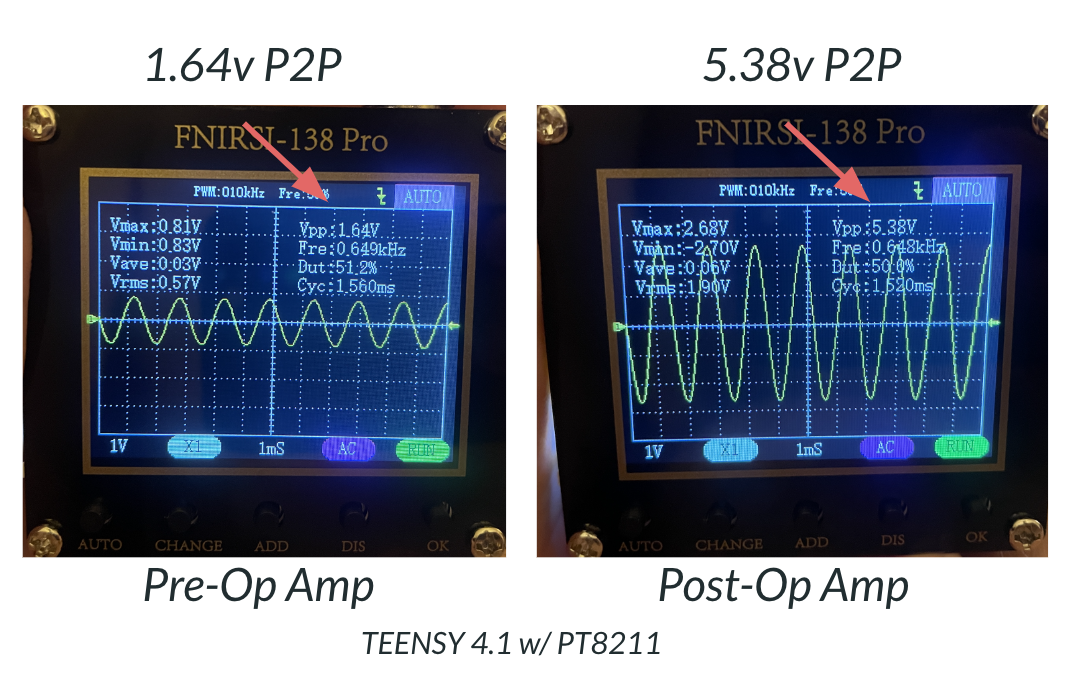 1.64v P2P
5.38v P2P
FNIRSI-138 Pro
PWM:010kHz Fre:
AUTO
Vmax:0.81V
Vpp:1.64V
Vmin:0.83V
Fre:0.649kHz
Vave:0.03V
Dut:51.2%
Vrms:0.57V
Cyc:1.560ms
1V X1 1mS AC RUN
AUTO CHANGE ADD DIS OK
FNIRSI-138 Pro
PWM:010kHz Fre:
AUTO
Vmax:2.68V
Vpp:5.38V
Vmin:-2.70V
Fre:0.648kHz
Vave:0.06V
Dut:50.0%
Vrms:1.90V
Cyc:1.520ms
1V X1 1mS AC RUN
AUTO CHANGE ADD DIS OK
Pre-Op Amp
Post-Op Amp
TEENSY 4.1 w/ PT8211